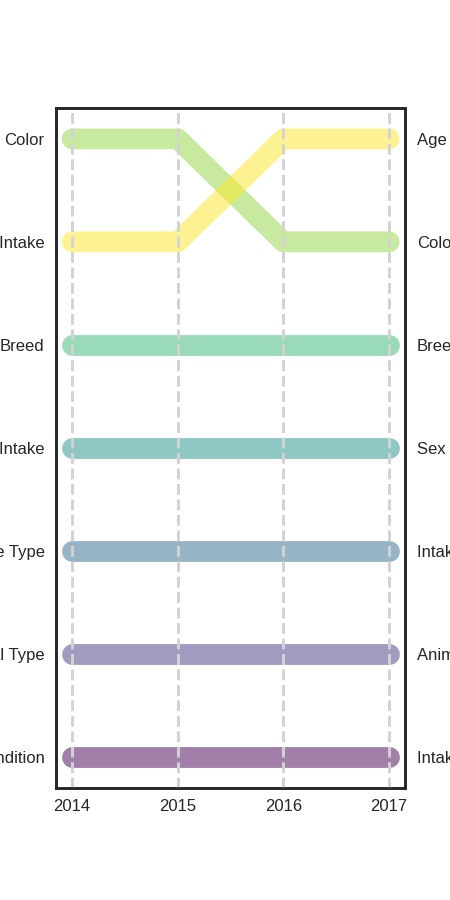 Color
Age
Intake
Colo
Breed
Bree
Intake
Sex
e Type
Intak
l Type
Anim
ndition
Intak
2014 2015 2016 2017